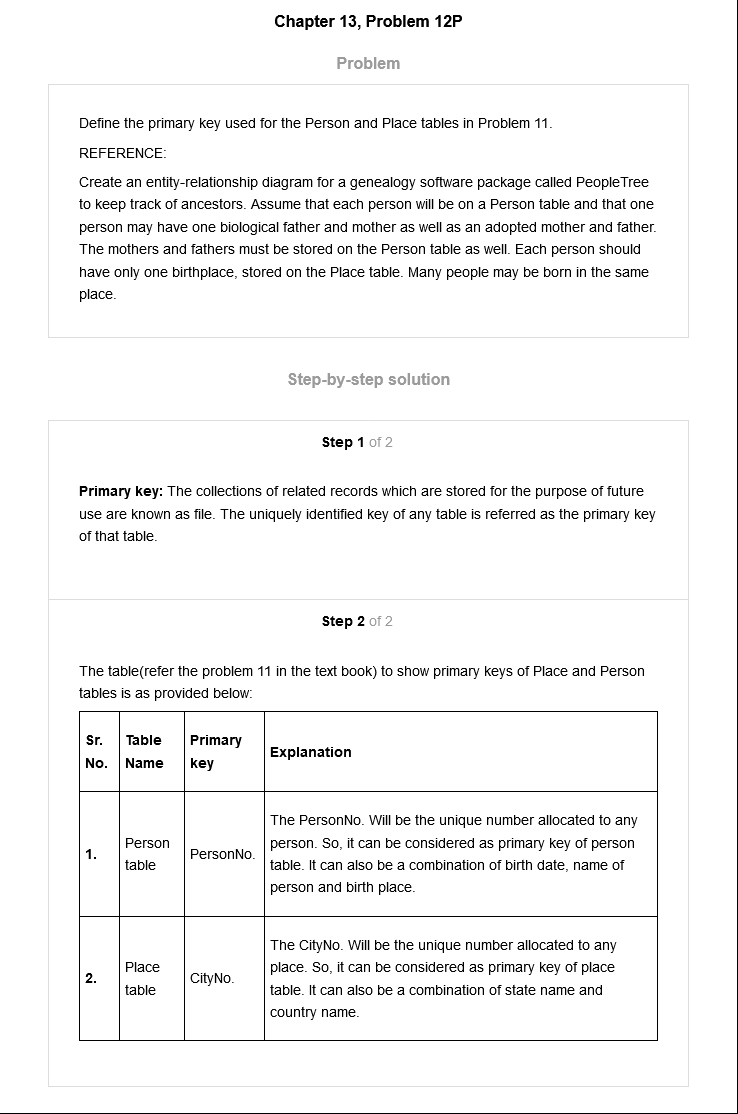 Chapter 13, Problem 12P
Problem
Define the primary key used for the Person and Place tables in Problem 11.
REFERENCE:
Create an entity-relationship diagram for a genealogy software package called PeopleTree
to keep track of ancestors. Assume that each person will be on a Person table and that one
person may have one biological father and mother as well as an adopted mother and father.
The mothers and fathers must be stored on the Person table as well. Each person should
have only one birthplace, stored on the Place table. Many people may be born in the same
place.
Step-by-step solution
Step 1 of 2
Primary key: The collections of related records which are stored for the purpose of future
use are known as file. The uniquely identified key of any table is referred as the primary key
of that table.
Step 2 of 2
The table(refer the problem 11 in the text book) to show primary keys of Place and Person
tables is as provided below:
Sr.
No.
Table
Name
Primary
key
Explanation
1.
Person
table
PersonNo.
The PersonNo. Will be the unique number allocated to any
person. So, it can be considered as primary key of person
table. It can also be a combination of birth date, name of
person and birth place.
2.
Place
table
CityNo.
The CityNo. Will be the unique number allocated to any
place. So, it can be considered as primary key of place
table. It can also be a combination of state name and
country name.